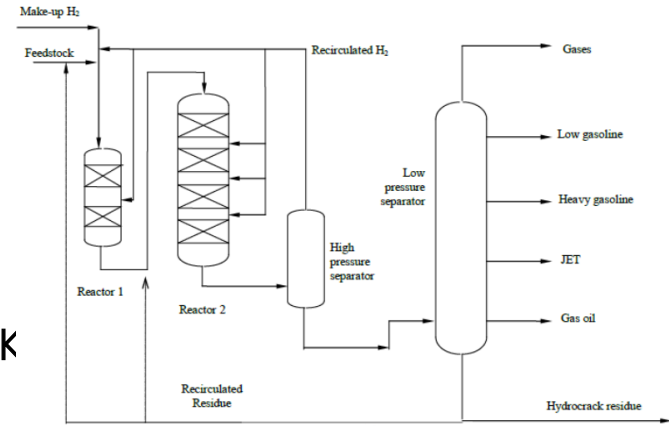 Make-up H₂
Feedstock
Recirculated H₂
Gases
Low gasoline
Low
pressure
separator
Heavy gasoline
High
pressure
separator
JET
Reactor 1
Reactor 2
Gas oil
K
Recirculated
Residue
Hydrocrack residue